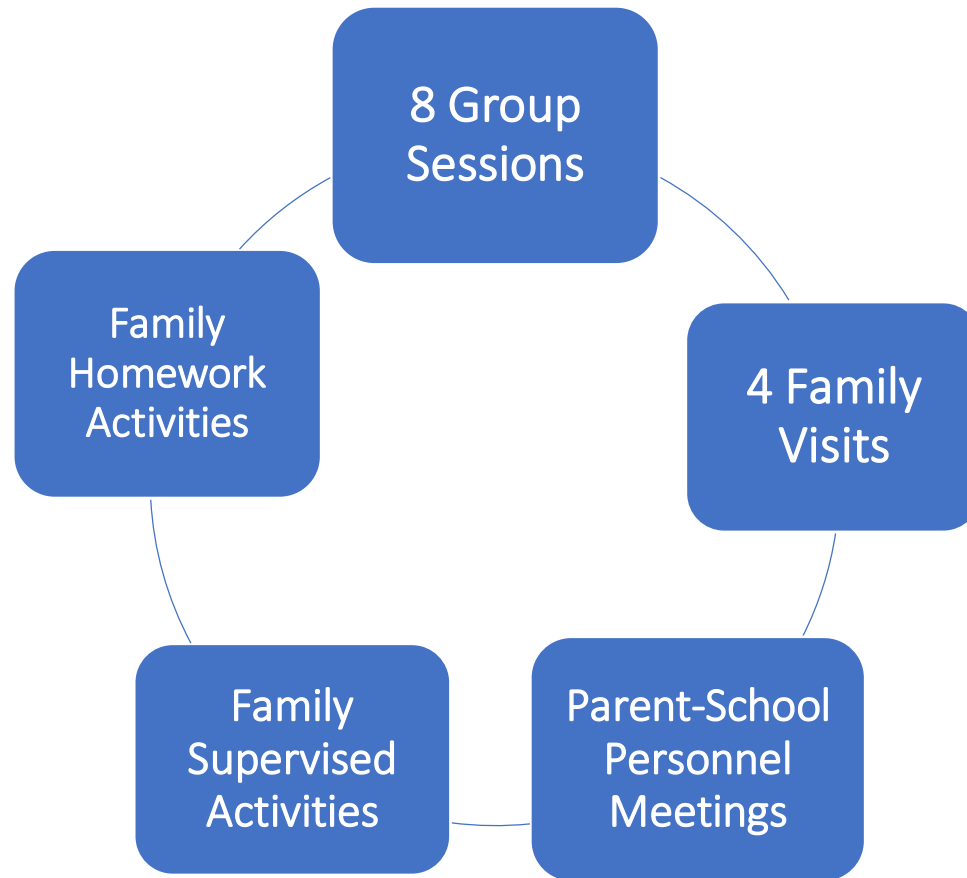 8 Group
Sessions
4 Family
Visits
Parent-School
Personnel
Meetings
Family
Supervised
Activities
Family
Homework
Activities